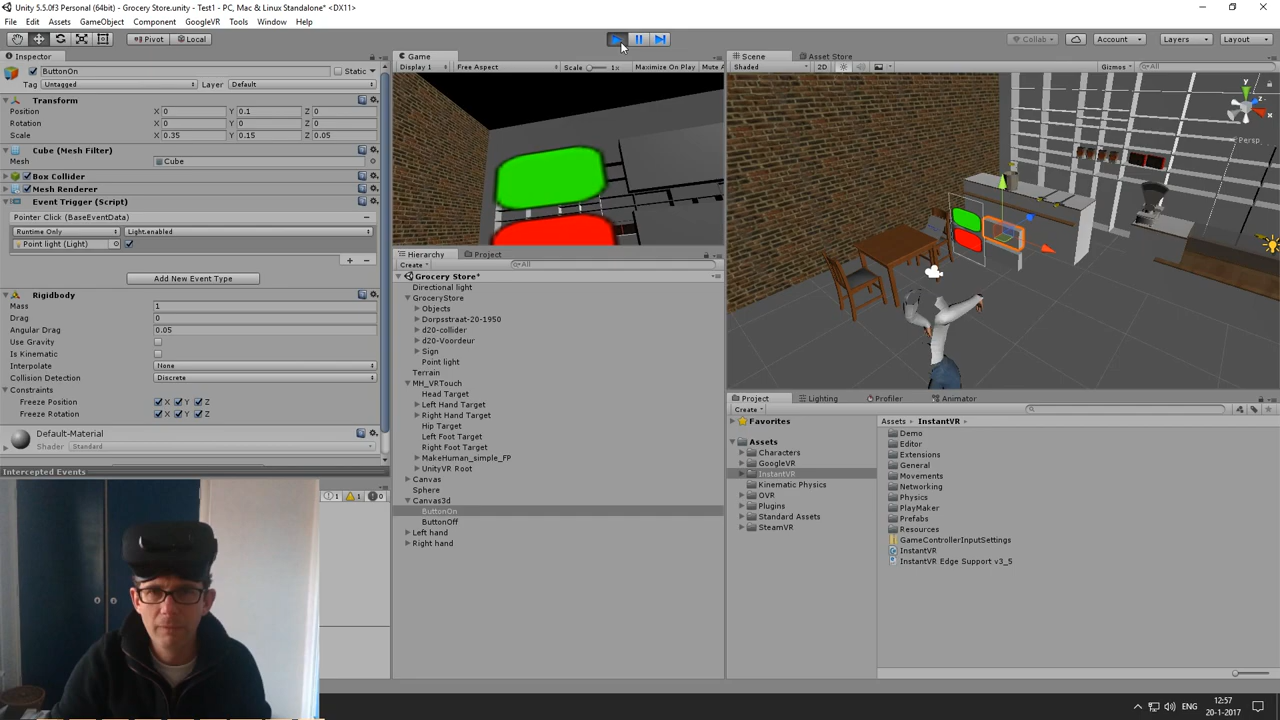 Unity 5.5.0f3 Personal (64bit) - Grocery Store.unity - Test1 - PC, Mac & Linux Standalone* <DX11>
File Edit Assets GameObject Component GoogleVR Tools Window Help
Pivot Local Collab Account Layers Layout
Inspector
ButtonOn Static
Tag Untagged Layer Default
Transform
Position X 0 Y 0.1 Z 0
Rotation X 0 Y 0 Z 0
Scale X 0.35 Y 0.15 Z 0.05
Cube (Mesh Filter)
Mesh Cube
Box Collider
Mesh Renderer
Event Trigger (Script)
Pointer Click (BaseEventData)
Runtime Only Light.enabled
Point light (Light)
Add New Event Type
Rigidbody
Mass 1
Drag 0
Angular Drag 0.05
Use Gravity
Is Kinematic
Interpolate None
Collision Detection Discrete
Constraints
Freeze Position X Y Z
Freeze Rotation X Y Z
Default-Material
Shader Standard
Intercepted Events
1 1 0
Game
Display 1 Free Aspect Scale 1x Maximize On Play Mute A
Hierarchy Project
Create All
Grocery Store*
Directional light
GroceryStore
Objects
Dorpsstraat-20-1950
d20-collider
d20-Voordeur
Sign
Point light
Terrain
MH_VRTouch
Head Target
Left Hand Target
Right Hand Target
Hip Target
Left Foot Target
Right Foot Target
MakeHuman_simple_FP
UnityVR Root
Canvas
Sphere
Canvas3d
ButtonOn
ButtonOff
Left hand
Right hand
Scene Asset Store
Shaded 2D Gizmos All
y
z
x
Persp
Project Lighting Profiler Animator
Create
Favorites
Assets
Characters
GoogleVR
InstantVR
Kinematic Physics
OVR
Plugins
Standard Assets
SteamVR
Assets InstantVR
Demo
Editor
Extensions
General
Movements
Networking
Physics
PlayMaker
Prefabs
Resources
GameControllerInputSettings
InstantVR
InstantVR Edge Support v3_5
ENG
12:57
20-1-2017